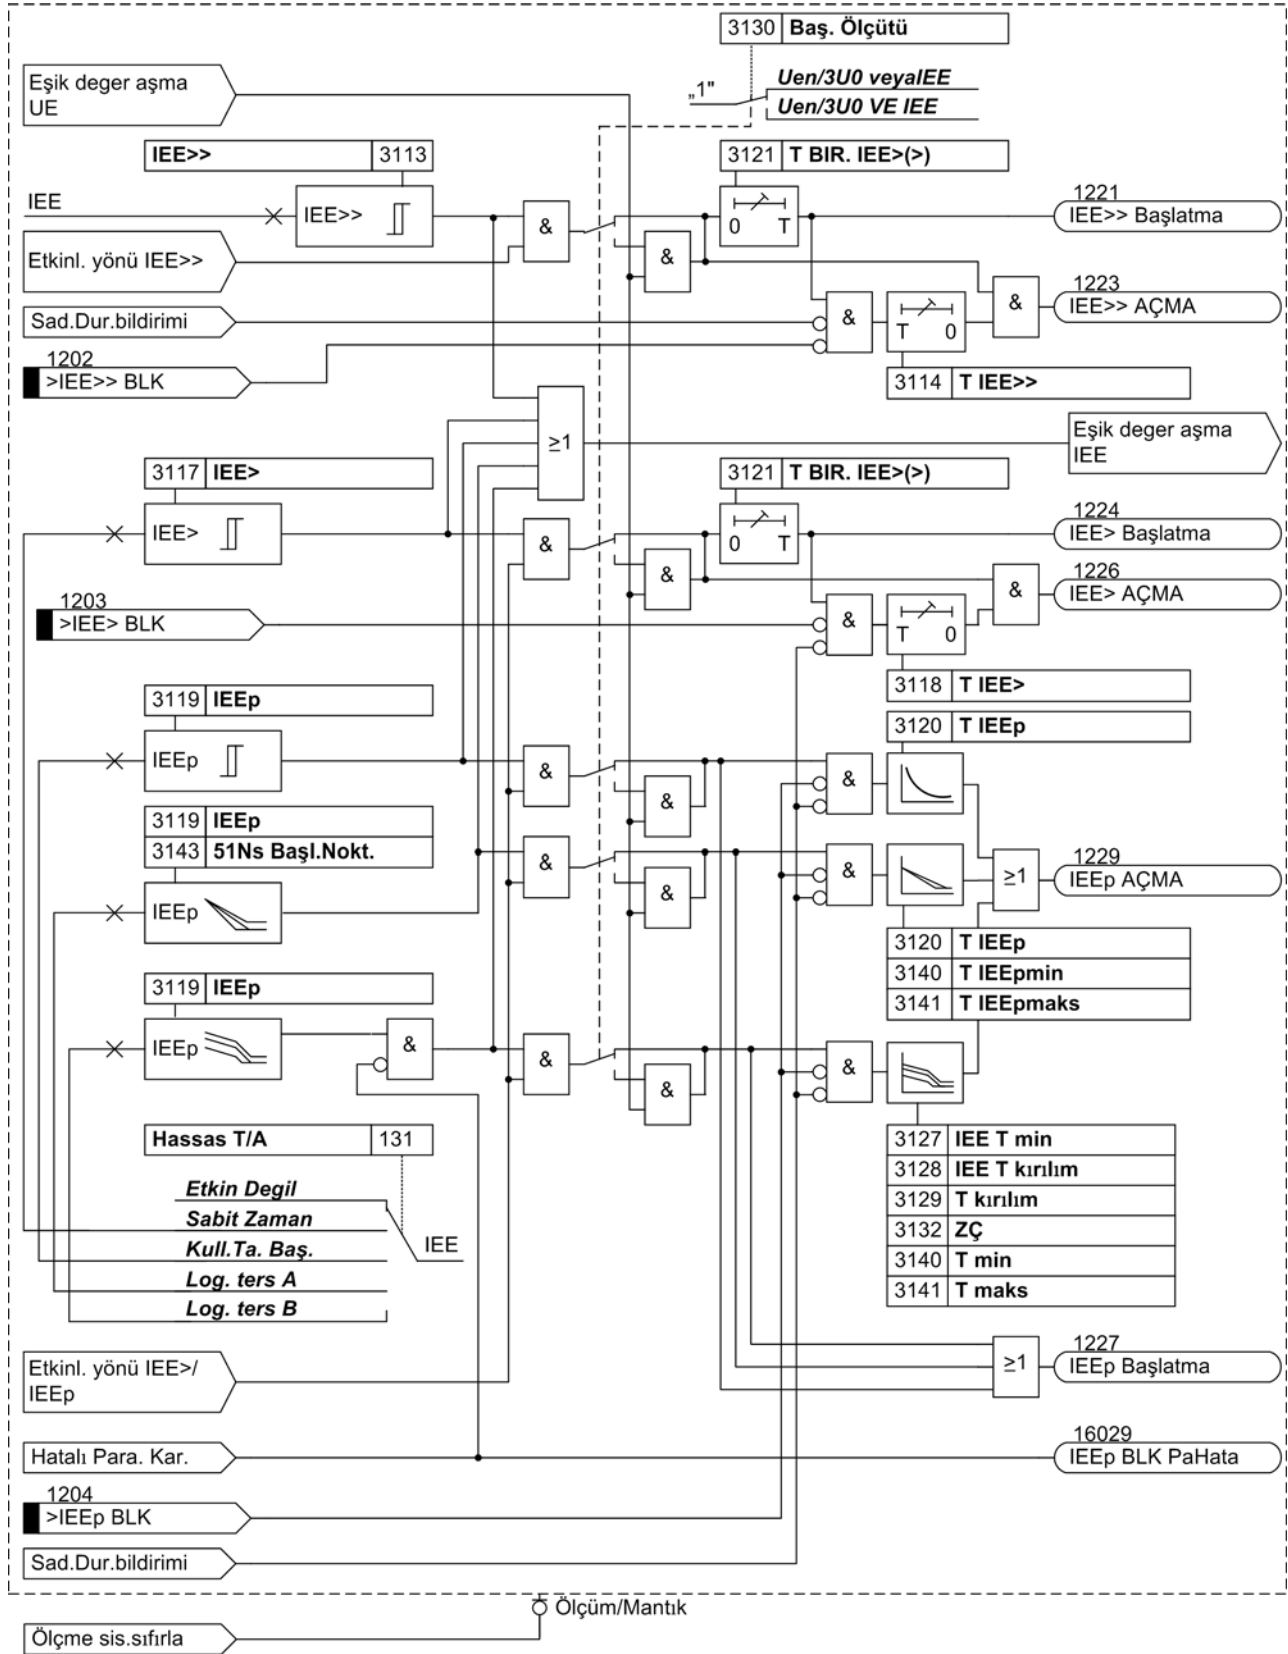 3130 Baş. Ölçütü
Eşik deger aşma
UE
„1"
Uen/3U0 veyaIEE
Uen/3U0 VE IEE
IEE>> 3113
3121 T BIR. IEE>(>)
IEE
IEE>>
&
0 T
1221
IEE>> Başlatma
Etkinl. yönü IEE>>
&
1223
IEE>> AÇMA
&
Sad.Dur.bildirimi
&
T 0
1202
>IEE>> BLK
3114 T IEE>>
≥1
Eşik deger aşma
IEE
3117 IEE>
3121 T BIR. IEE>(>)
IEE>
&
0 T
1224
IEE> Başlatma
&
1226
IEE> AÇMA
&
1203
>IEE> BLK
&
T 0
3118 T IEE>
3119 IEEp
3120 T IEEp
IEEp
&
&
&
3119 IEEp
3143 51Ns Başl.Nokt.
&
&
≥1
1229
IEEp AÇMA
IEEp
&
3120 T IEEp
3140 T IEEpmin
3141 T IEEpmaks
3119 IEEp
IEEp
&
&
&
&
Hassas T/A 131
3127 IEE T min
3128 IEE T kırılım
3129 T kırılım
3132 ZÇ
3140 T min
3141 T maks
Etkin Degil
Sabit Zaman
Kull.Ta. Baş.
Log. ters A
Log. ters B
IEE
Etkinl. yönü IEE>/
IEEp
≥1
1227
IEEp Başlatma
Hatalı Para. Kar.
16029
IEEp BLK PaHata
1204
>IEEp BLK
Sad.Dur.bildirimi
Ölçüm/Mantık
Ölçme sis.sıfırla